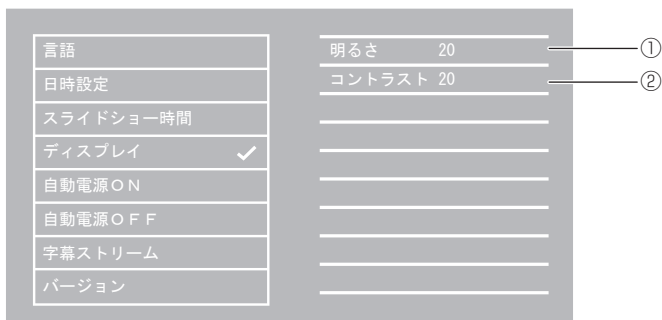 言語
日時設定
スライドショー時間
ディスプレイ ✓
自動電源ＯＮ
自動電源ＯＦＦ
字幕ストリーム
バージョン
明るさ 20
コントラスト 20
①
②